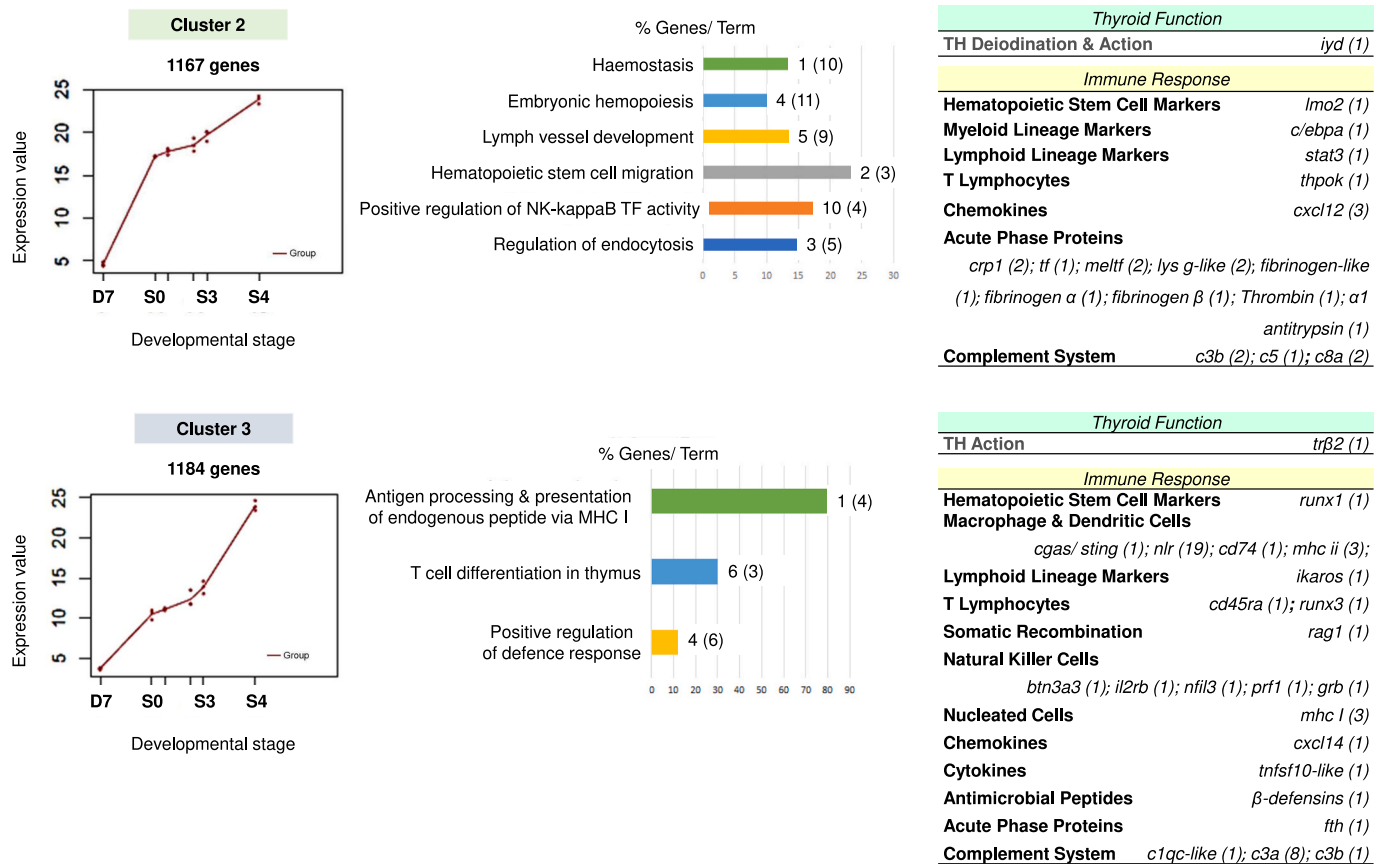 Cluster 2
1167 genes
Expression value
25
20
15
10
5
Group
D7 S0 S3 S4
Developmental stage
% Genes/ Term
Haemostasis 1 (10)
Embryonic hemopoiesis 4 (11)
Lymph vessel development 5 (9)
Hematopoietic stem cell migration 2 (3)
Positive regulation of NK-kappaB TF activity 10 (4)
Regulation of endocytosis 3 (5)
0 5 10 15 20 25 30
Thyroid Function
TH Deiodination & Action iyd (1)
Immune Response
Hematopoietic Stem Cell Markers lmo2 (1)
Myeloid Lineage Markers c/ebpa (1)
Lymphoid Lineage Markers stat3 (1)
T Lymphocytes thpok (1)
Chemokines cxcl12 (3)
Acute Phase Proteins
crp1 (2); tf (1); meltf (2); lys g-like (2); fibrinogen-like
(1); fibrinogen α (1); fibrinogen β (1); Thrombin (1); α1
antitrypsin (1)
Complement System c3b (2); c5 (1); c8a (2)
Cluster 3
1184 genes
Expression value
25
20
15
10
5
Group
D7 S0 S3 S4
Developmental stage
% Genes/ Term
Antigen processing & presentation
of endogenous peptide via MHC I 1 (4)
T cell differentiation in thymus 6 (3)
Positive regulation
of defence response 4 (6)
0 10 20 30 40 50 60 70 80 90
Thyroid Function
TH Action trβ2 (1)
Immune Response
Hematopoietic Stem Cell Markers runx1 (1)
Macrophage & Dendritic Cells
cgas/ sting (1); nlr (19); cd74 (1); mhc ii (3);
Lymphoid Lineage Markers ikaros (1)
T Lymphocytes cd45ra (1); runx3 (1)
Somatic Recombination rag1 (1)
Natural Killer Cells
btn3a3 (1); il2rb (1); nfil3 (1); prf1 (1); grb (1)
Nucleated Cells mhc I (3)
Chemokines cxcl14 (1)
Cytokines tnfsf10-like (1)
Antimicrobial Peptides β-defensins (1)
Acute Phase Proteins fth (1)
Complement System c1qc-like (1); c3a (8); c3b (1)